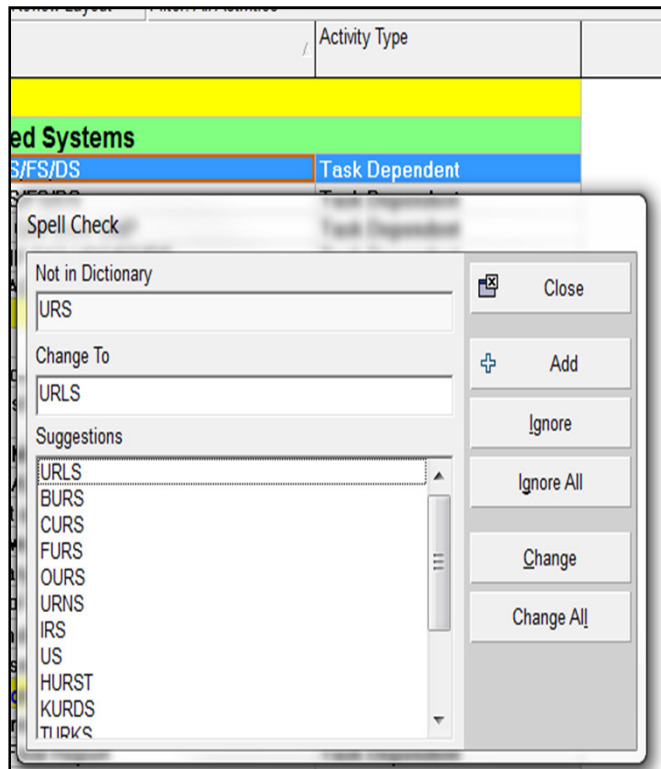 Activity Type
ed Systems
S/FS/DS
Task Dependent
Spell Check
Not in Dictionary
URS
Close
Change To
URLS
Add
Suggestions
Ignore
URLS
BURS
CURS
FURS
OURS
URNS
IRS
US
HURST
KURDS
TURKS
Ignore All
Change
Change All